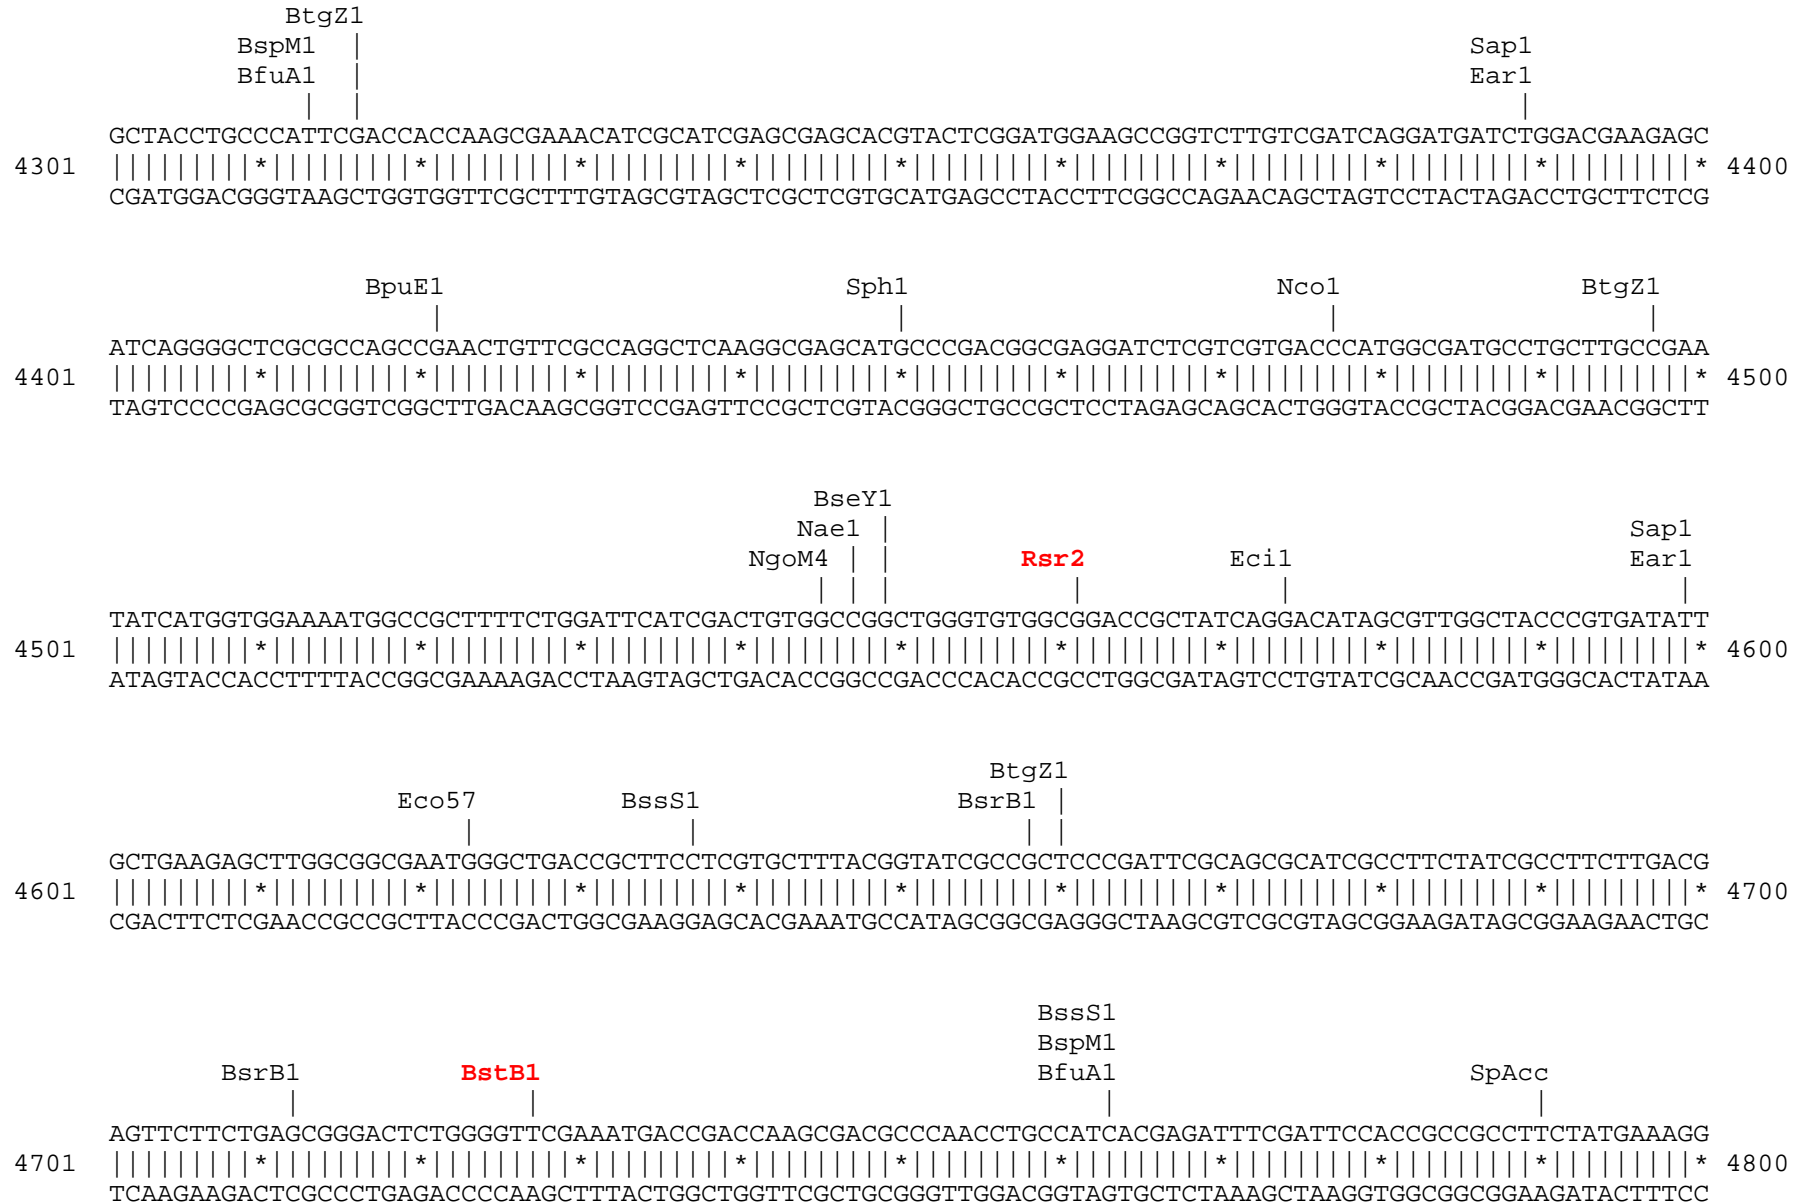 BtgZ1
BspM1 | Sap1
BfuA1 | Ear1
| | |
GCTACCTGCCCATTCGACCACCAAGCGAAACATCGCATCGAGCGAGCACGTACTCGGATGGAAGCCGGTCTTGTCGATCAGGATGATCTGGACGAAGAGC
4301 |||||||||*|||||||||*|||||||||*|||||||||*|||||||||*|||||||||*|||||||||*|||||||||*|||||||||*|||||||||* 4400
CGATGGACGGGTAAGCTGGTGGTTCGCTTTGTAGCGTAGCTCGCTCGTGCATGAGCCTACCTTCGGCCAGAACAGCTAGTCCTACTAGACCTGCTTCTCG
BpuE1 Sph1 Nco1 BtgZ1
| | | |
ATCAGGGGCTCGCGCCAGCCGAACTGTTCGCCAGGCTCAAGGCGAGCATGCCCGACGGCGAGGATCTCGTCGTGACCCATGGCGATGCCTGCTTGCCGAA
4401 |||||||||*|||||||||*|||||||||*|||||||||*|||||||||*|||||||||*|||||||||*|||||||||*|||||||||*|||||||||* 4500
TAGTCCCCGAGCGCGGTCGGCTTGACAAGCGGTCCGAGTTCCGCTCGTACGGGCTGCCGCTCCTAGAGCAGCACTGGGTACCGCTACGGACGAACGGCTT
BseY1
Nae1 | Sap1
NgoM4 | | Rsr2 Eci1 Ear1
| | | | | |
TATCATGGTGGAAAATGGCCGCTTTTCTGGATTCATCGACTGTGGCCGGCTGGGTGTGGCGGACCGCTATCAGGACATAGCGTTGGCTACCCGTGATATT
4501 |||||||||*|||||||||*|||||||||*|||||||||*|||||||||*|||||||||*|||||||||*|||||||||*|||||||||*|||||||||* 4600
ATAGTACCACCTTTTACCGGCGAAAAGACCTAAGTAGCTGACACCGGCCGACCCACACCGCCTGGCGATAGTCCTGTATCGCAACCGATGGGCACTATAA
BtgZ1
Eco57 BssS1 BsrB1 |
| | | |
GCTGAAGAGCTTGGCGGCGAATGGGCTGACCGCTTCCTCGTGCTTTACGGTATCGCCGCTCCCGATTCGCAGCGCATCGCCTTCTATCGCCTTCTTGACG
4601 |||||||||*|||||||||*|||||||||*|||||||||*|||||||||*|||||||||*|||||||||*|||||||||*|||||||||*|||||||||* 4700
CGACTTCTCGAACCGCCGCTTACCCGACTGGCGAAGGAGCACGAAATGCCATAGCGGCGAGGGCTAAGCGTCGCGTAGCGGAAGATAGCGGAAGAACTGC
BssS1
BspM1
BsrB1 BstB1 BfuA1 SpAcc
| | | |
AGTTCTTCTGAGCGGGACTCTGGGGTTCGAAATGACCGACCAAGCGACGCCCAACCTGCCATCACGAGATTTCGATTCCACCGCCGCCTTCTATGAAAGG
4701 |||||||||*|||||||||*|||||||||*|||||||||*|||||||||*|||||||||*|||||||||*|||||||||*|||||||||*|||||||||* 4800
TCAAGAAGACTCGCCCTGAGACCCCAAGCTTTACTGGCTGGTTCGCTGCGGGTTGGACGGTAGTGCTCTAAAGCTAAGGTGGCGGCGGAAGATACTTTCC